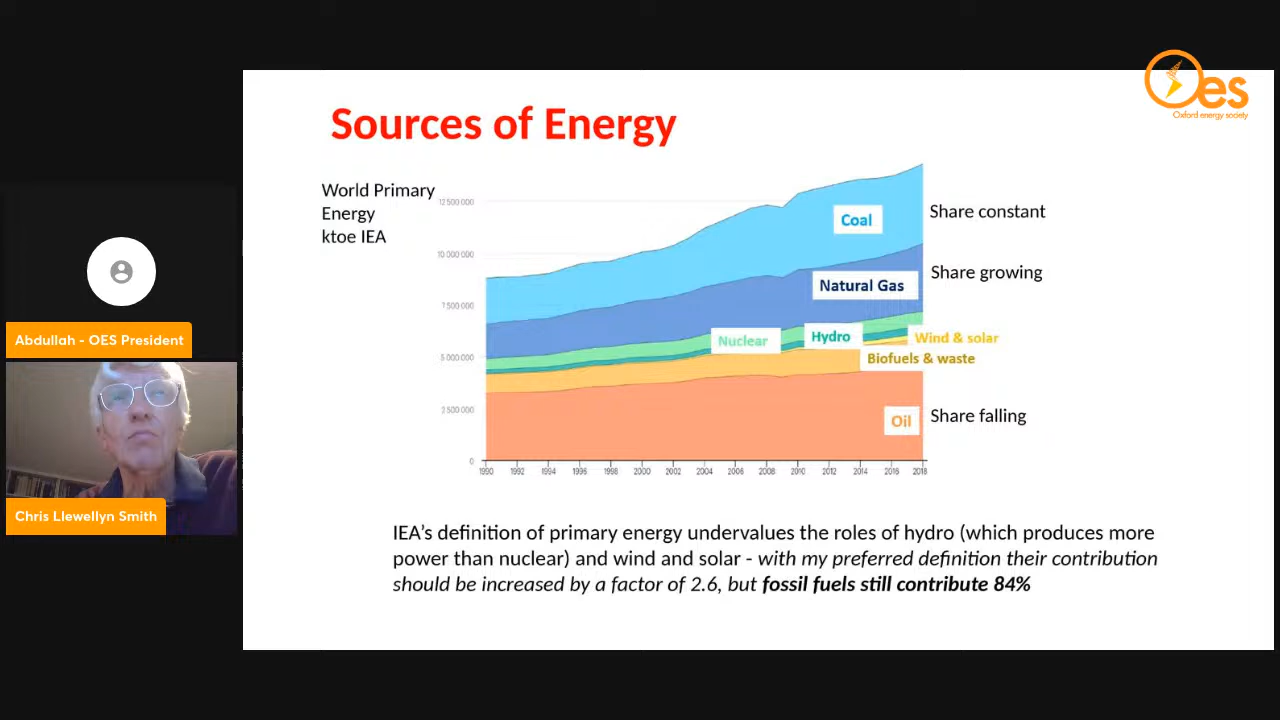 Oes
Oxford energy society
Sources of Energy
World Primary
Energy
ktoe IEA
12 500 000
10 000 000
7 500 000
5 000 000
2 500 000
0
Coal
Natural Gas
Nuclear
Hydro
Wind & solar
Biofuels & waste
Oil
Share constant
Share growing
Share falling
1990 1992 1994 1996 1998 2000 2002 2004 2006 2008 2010 2012 2014 2016 2018
IEA’s definition of primary energy undervalues the roles of hydro (which produces more
power than nuclear) and wind and solar - with my preferred definition their contribution
should be increased by a factor of 2.6, but fossil fuels still contribute 84%
Abdullah - OES President
Chris Llewellyn Smith